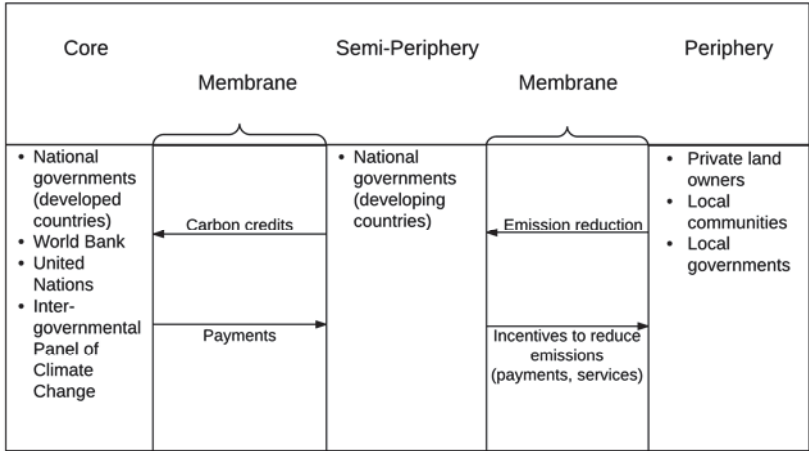 Core
Semi-Periphery
Periphery
Membrane
Membrane
• National
governments
(developed
countries)
• World Bank
• United
Nations
• Inter-
governmental
Panel of
Climate
Change
Carbon credits
Payments
• National
governments
(developing
countries)
Emission reduction
Incentives to reduce
emissions
(payments, services)
• Private land
owners
• Local
communities
• Local
governments